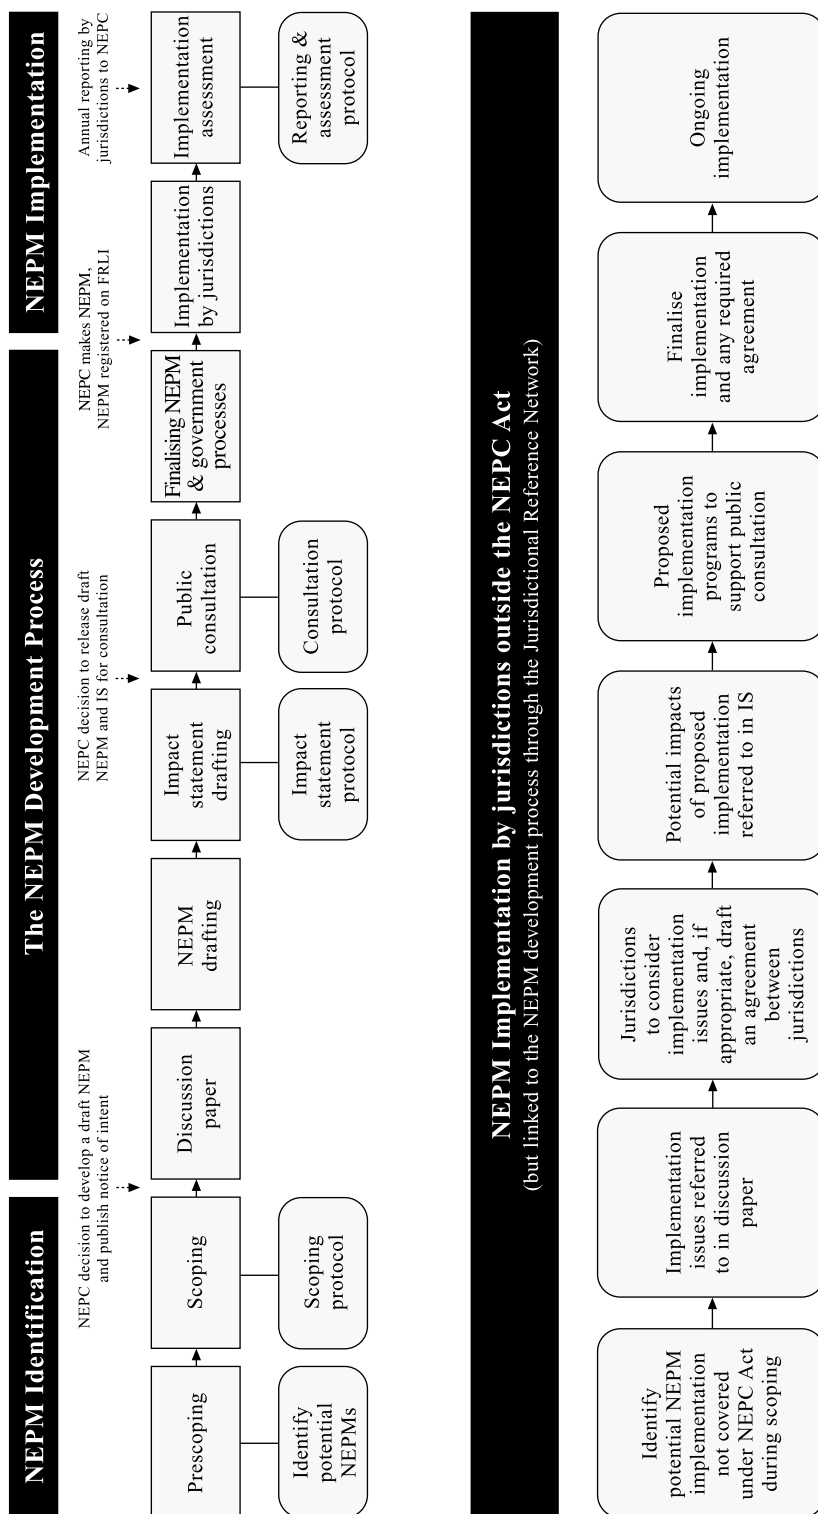 NEPM Identification
The NEPM Development Process
NEPM Implementation
NEPC decision to develop a draft NEPM
and publish notice of intent
NEPC decision to release draft
NEPM and IS for consultation
NEPC makes NEPM,
NEPM registered on FRLI
Annual reporting by
jurisdictions to NEPC
Prescoping
Scoping
Discussion
paper
NEPM
drafting
Impact
statement
drafting
Public
consultation
Finalising NEPM
& government
processes
Implementation
by jurisdictions
Implementation
assessment
Identify
potential
NEPMs
Scoping
protocol
Impact
statement
protocol
Consultation
protocol
Reporting &
assessment
protocol
NEPM Implementation by jurisdictions outside the NEPC Act
(but linked to the NEPM development process through the Jurisdictional Reference Network)
Identify
potential NEPM
implementation
not covered
under NEPC Act
during scoping
Implementation
issues referred
to in discussion
paper
Jurisdictions
to consider
implementation
issues and, if
appropriate, draft
an agreement
between
jurisdictions
Potential impacts
of proposed
implementation
referred to in IS
Proposed
implementation
programs to
support public
consultation
Finalise
implementation
and any required
agreement
Ongoing
implementation